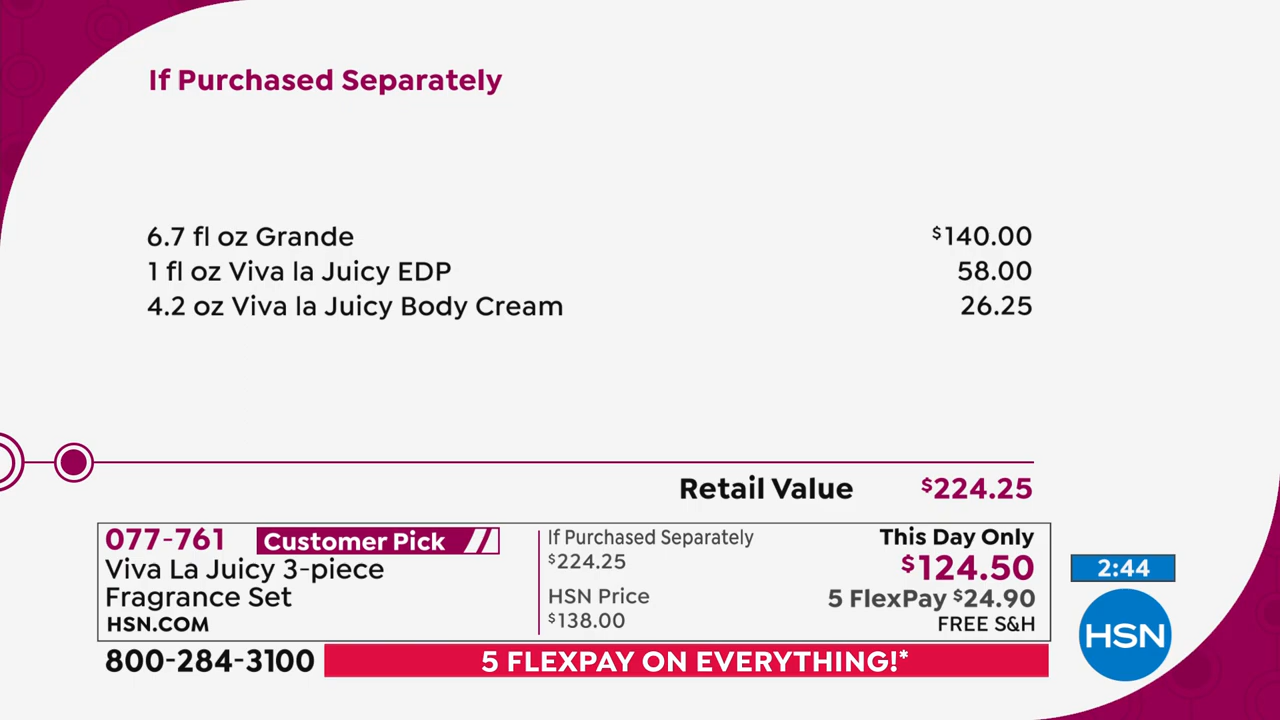 If Purchased Separately
6.7 fl oz Grande $140.00
1 fl oz Viva la Juicy EDP 58.00
4.2 oz Viva la Juicy Body Cream 26.25
Retail Value $224.25
077-761 Customer Pick
Viva La Juicy 3-piece
Fragrance Set
HSN.COM
If Purchased Separately
$224.25
HSN Price
$138.00
This Day Only
$124.50
5 FlexPay $24.90
FREE S&H
2:44
HSN
800-284-3100 5 FLEXPAY ON EVERYTHING!*